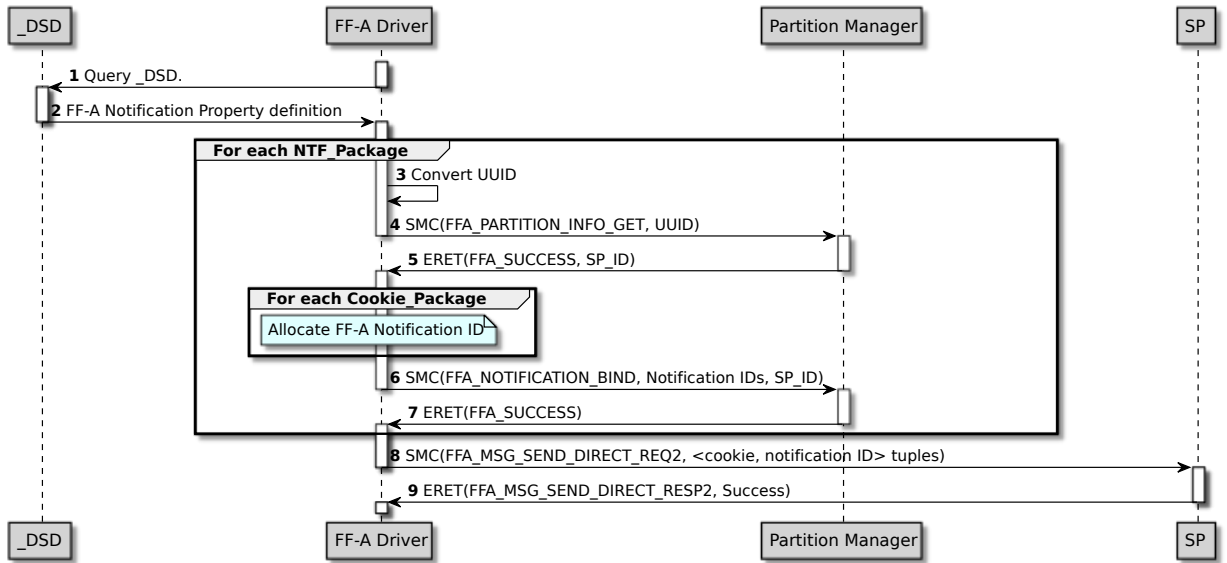 _DSD FF-A Driver Partition Manager SP
1 Query _DSD.
2 FF-A Notification Property definition
For each NTF_Package
3 Convert UUID
4 SMC(FFA_PARTITION_INFO_GET, UUID)
5 ERET(FFA_SUCCESS, SP_ID)
For each Cookie_Package
Allocate FF-A Notification ID
6 SMC(FFA_NOTIFICATION_BIND, Notification IDs, SP_ID)
7 ERET(FFA_SUCCESS)
8 SMC(FFA_MSG_SEND_DIRECT_REQ2, <cookie, notification ID> tuples)
9 ERET(FFA_MSG_SEND_DIRECT_RESP2, Success)
_DSD FF-A Driver Partition Manager SP